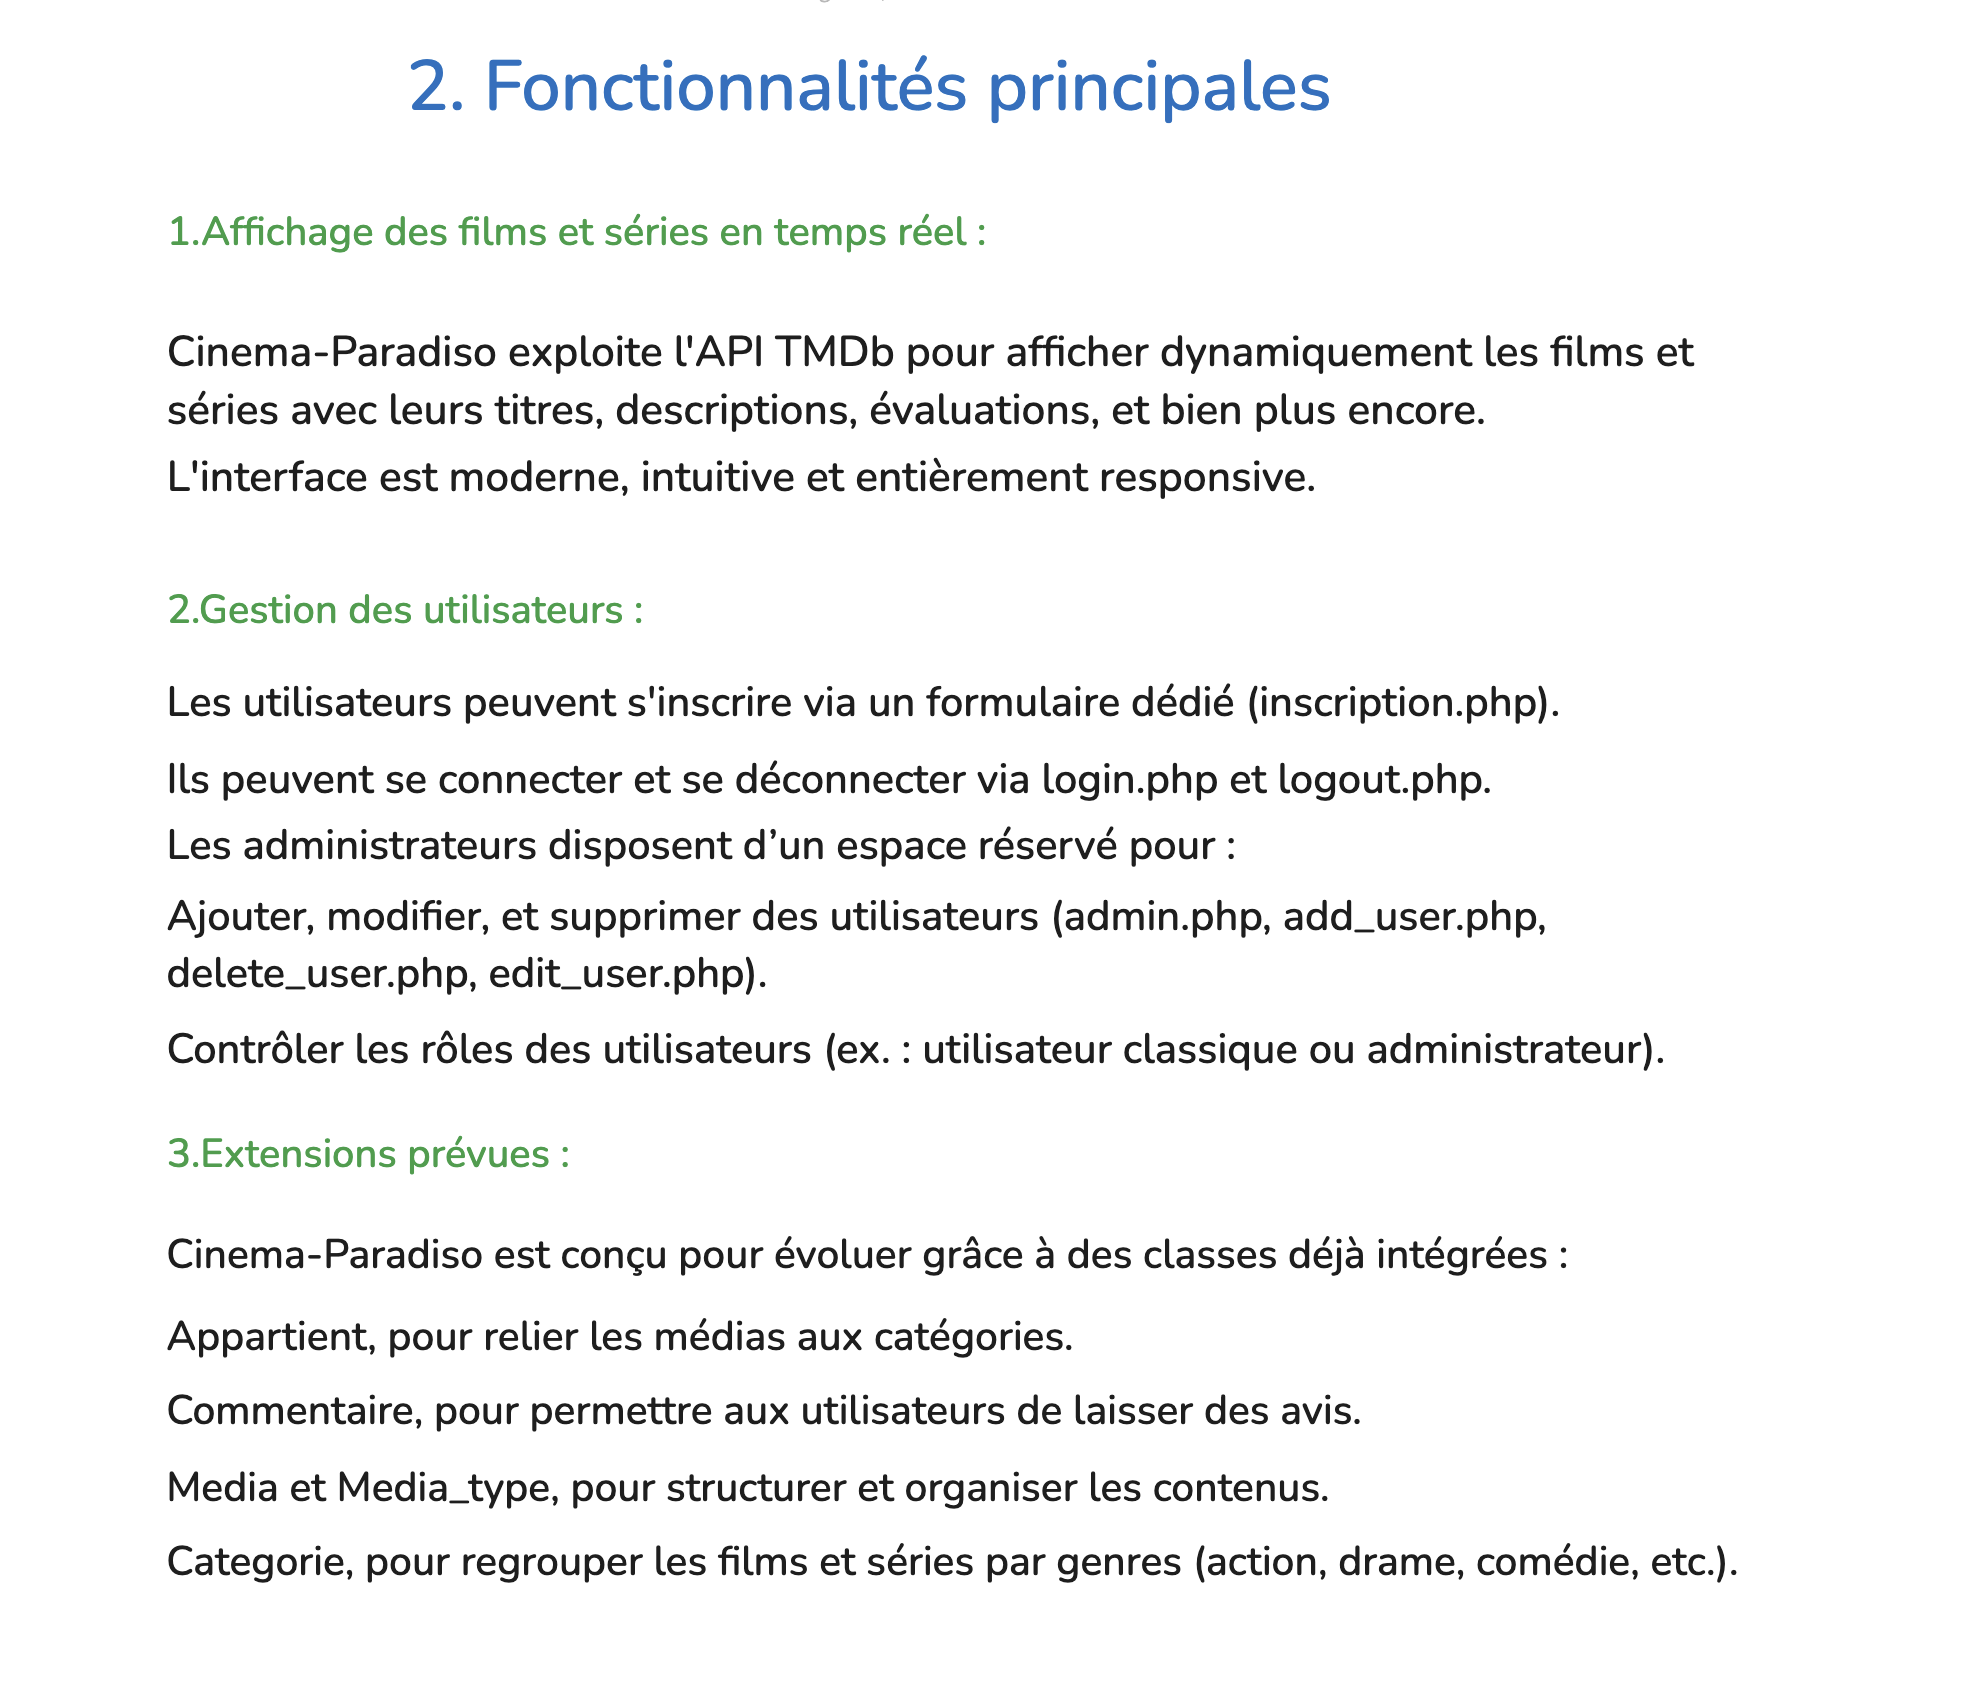 2. Fonctionnalités principales
1.Affichage des films et séries en temps réel :
Cinema-Paradiso exploite l'API TMDb pour afficher dynamiquement les films et
séries avec leurs titres, descriptions, évaluations, et bien plus encore.
L'interface est moderne, intuitive et entièrement responsive.
2.Gestion des utilisateurs :
Les utilisateurs peuvent s'inscrire via un formulaire dédié (inscription.php).
Ils peuvent se connecter et se déconnecter via login.php et logout.php.
Les administrateurs disposent d’un espace réservé pour :
Ajouter, modifier, et supprimer des utilisateurs (admin.php, add_user.php,
delete_user.php, edit_user.php).
Contrôler les rôles des utilisateurs (ex. : utilisateur classique ou administrateur).
3.Extensions prévues :
Cinema-Paradiso est conçu pour évoluer grâce à des classes déjà intégrées :
Appartient, pour relier les médias aux catégories.
Commentaire, pour permettre aux utilisateurs de laisser des avis.
Media et Media_type, pour structurer et organiser les contenus.
Categorie, pour regrouper les films et séries par genres (action, drame, comédie, etc.).